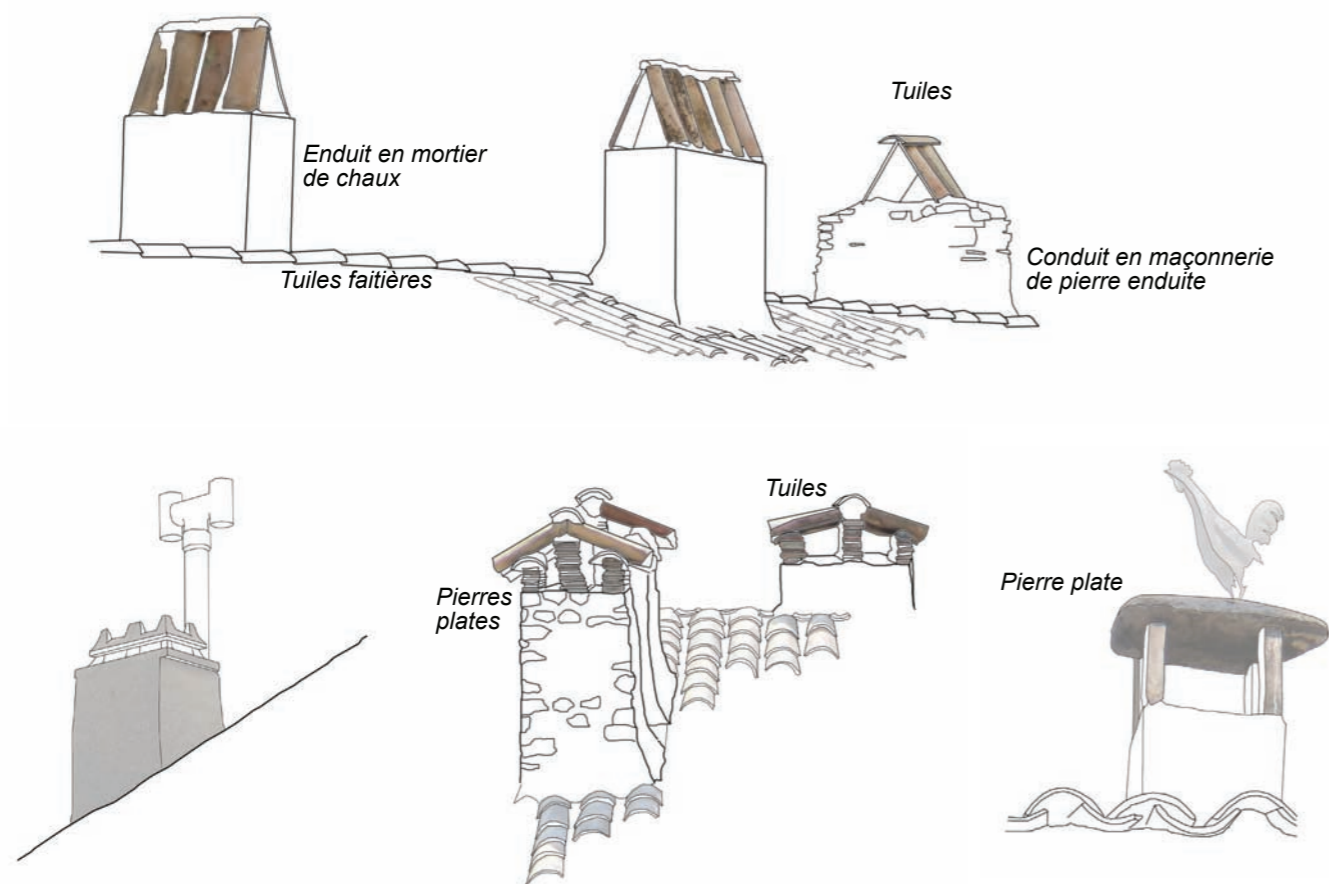 Tuiles
Enduit en mortier
de chaux
Tuiles faitières
Conduit en maçonnerie
de pierre enduite
Tuiles
Pierres
plates
Pierre plate